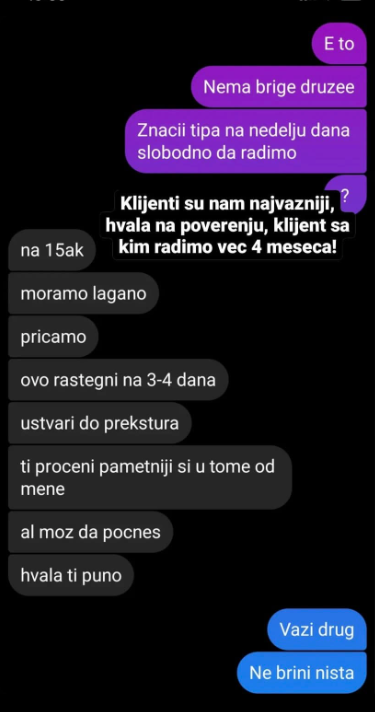 E to
Nema brige druzee
Znacii tipa na nedelju dana
slobodno da radimo
?
Klijenti su nam najvazniji,
hvala na poverenju, klijent sa
kim radimo vec 4 meseca!
na 15ak
moramo lagano
pricamo
ovo rastegni na 3-4 dana
ustvari do prekstura
ti proceni pametniji si u tome od
mene
al moz da pocnes
hvala ti puno
Vazi drug
Ne brini nista